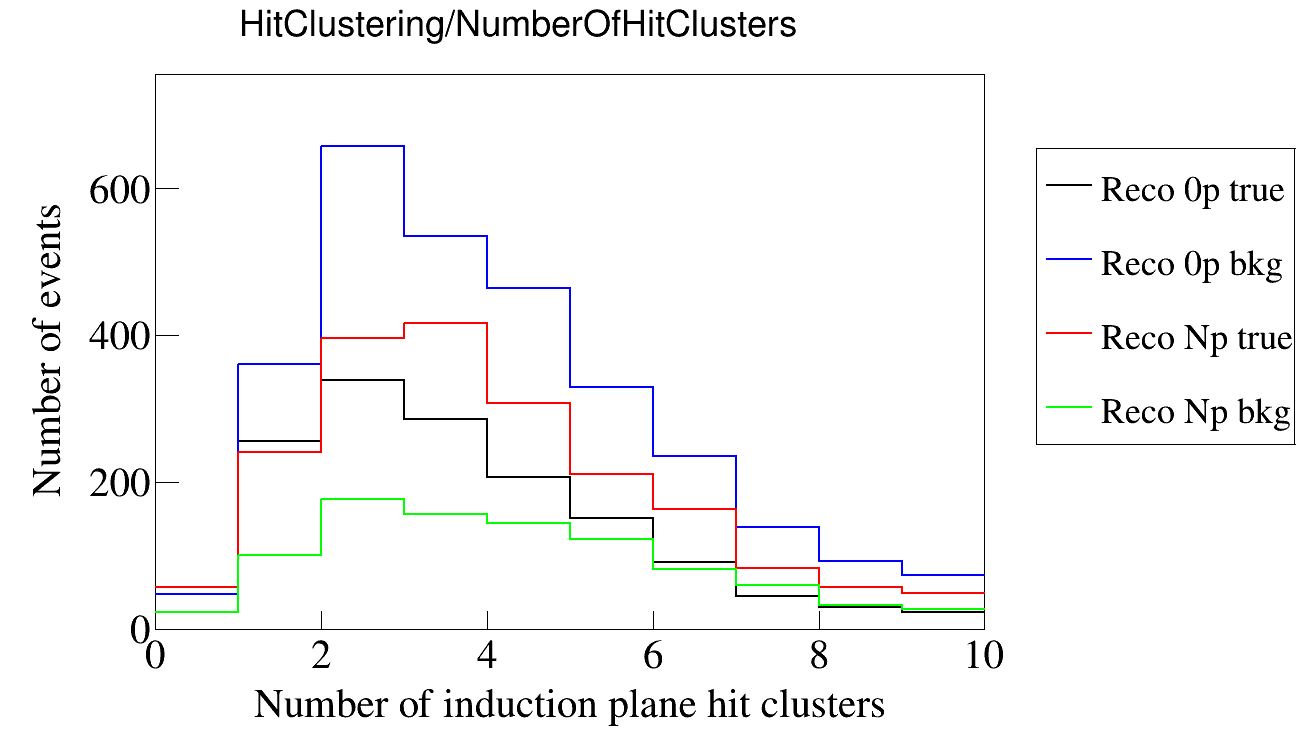 HitClustering/NumberOfHitClusters
Number of events
600
400
200
0
0 2 4 6 8 10
Number of induction plane hit clusters
Reco 0p true
Reco 0p bkg
Reco Np true
Reco Np bkg